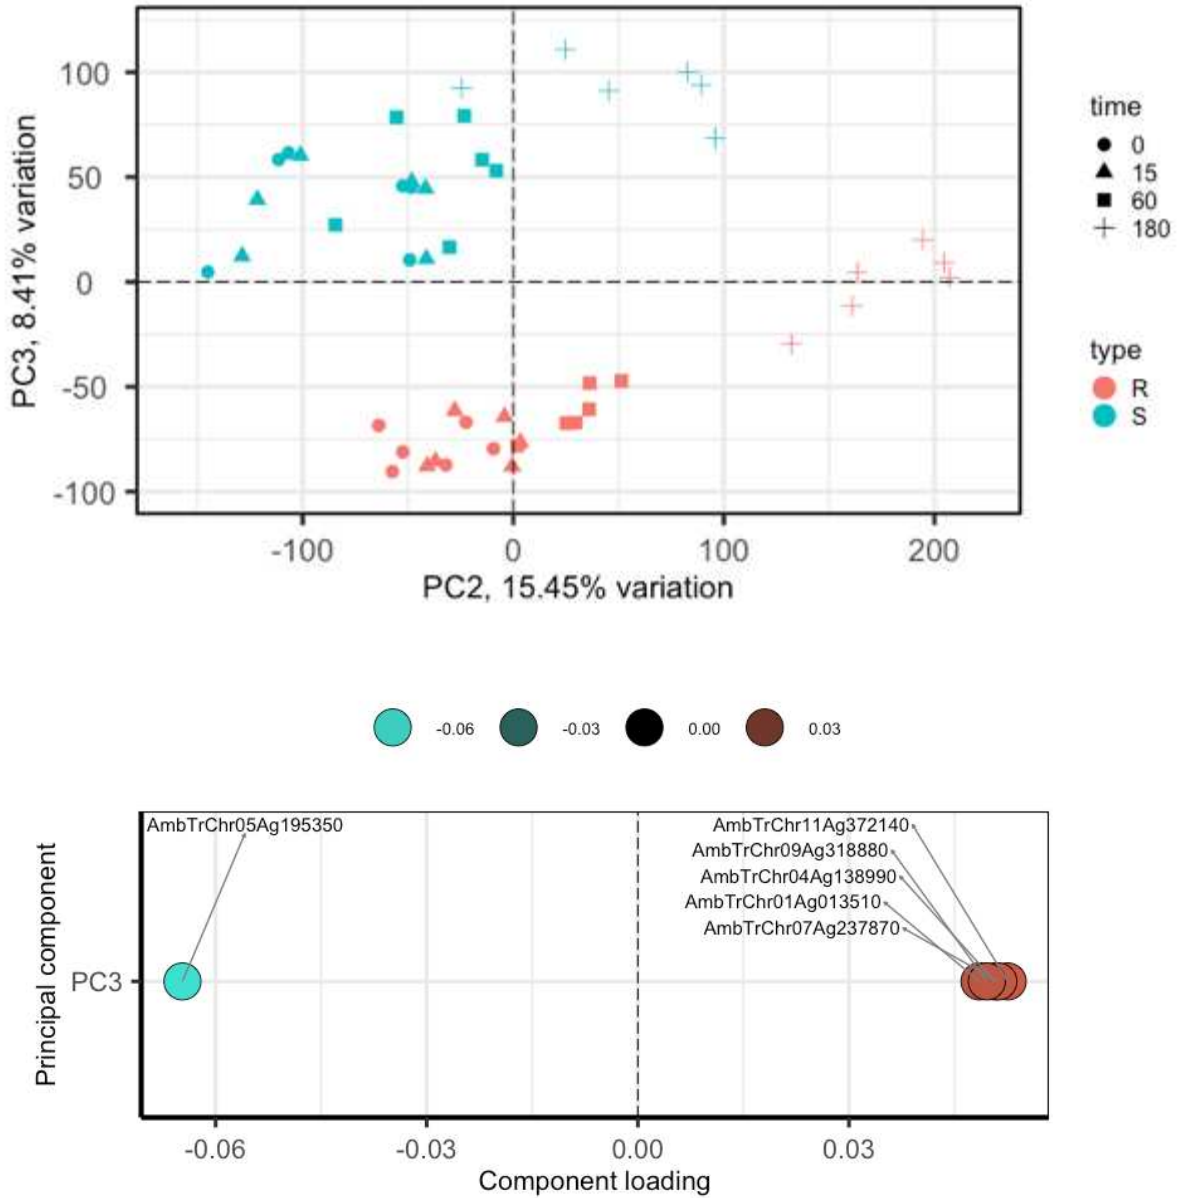 PC3, 8.41% variation
100
50
0
-50
-100
-100
0
100
200
PC2, 15.45% variation
time
0
15
60
180
type
R
S
-0.06
-0.03
0.00
0.03
Principal component
PC3
AmbTrChr05Ag195350
AmbTrChr11Ag372140
AmbTrChr09Ag318880
AmbTrChr04Ag138990
AmbTrChr01Ag013510
AmbTrChr07Ag237870
-0.06
-0.03
0.00
0.03
Component loading